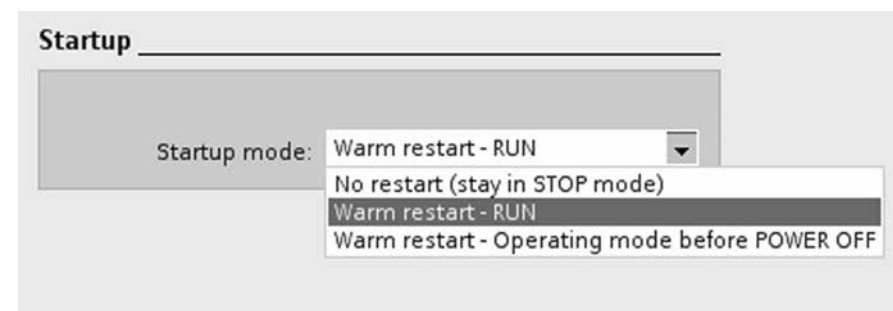 Startup
Startup mode: Warm restart - RUN
No restart (stay in STOP mode)
Warm restart - RUN
Warm restart - Operating mode before POWER OFF